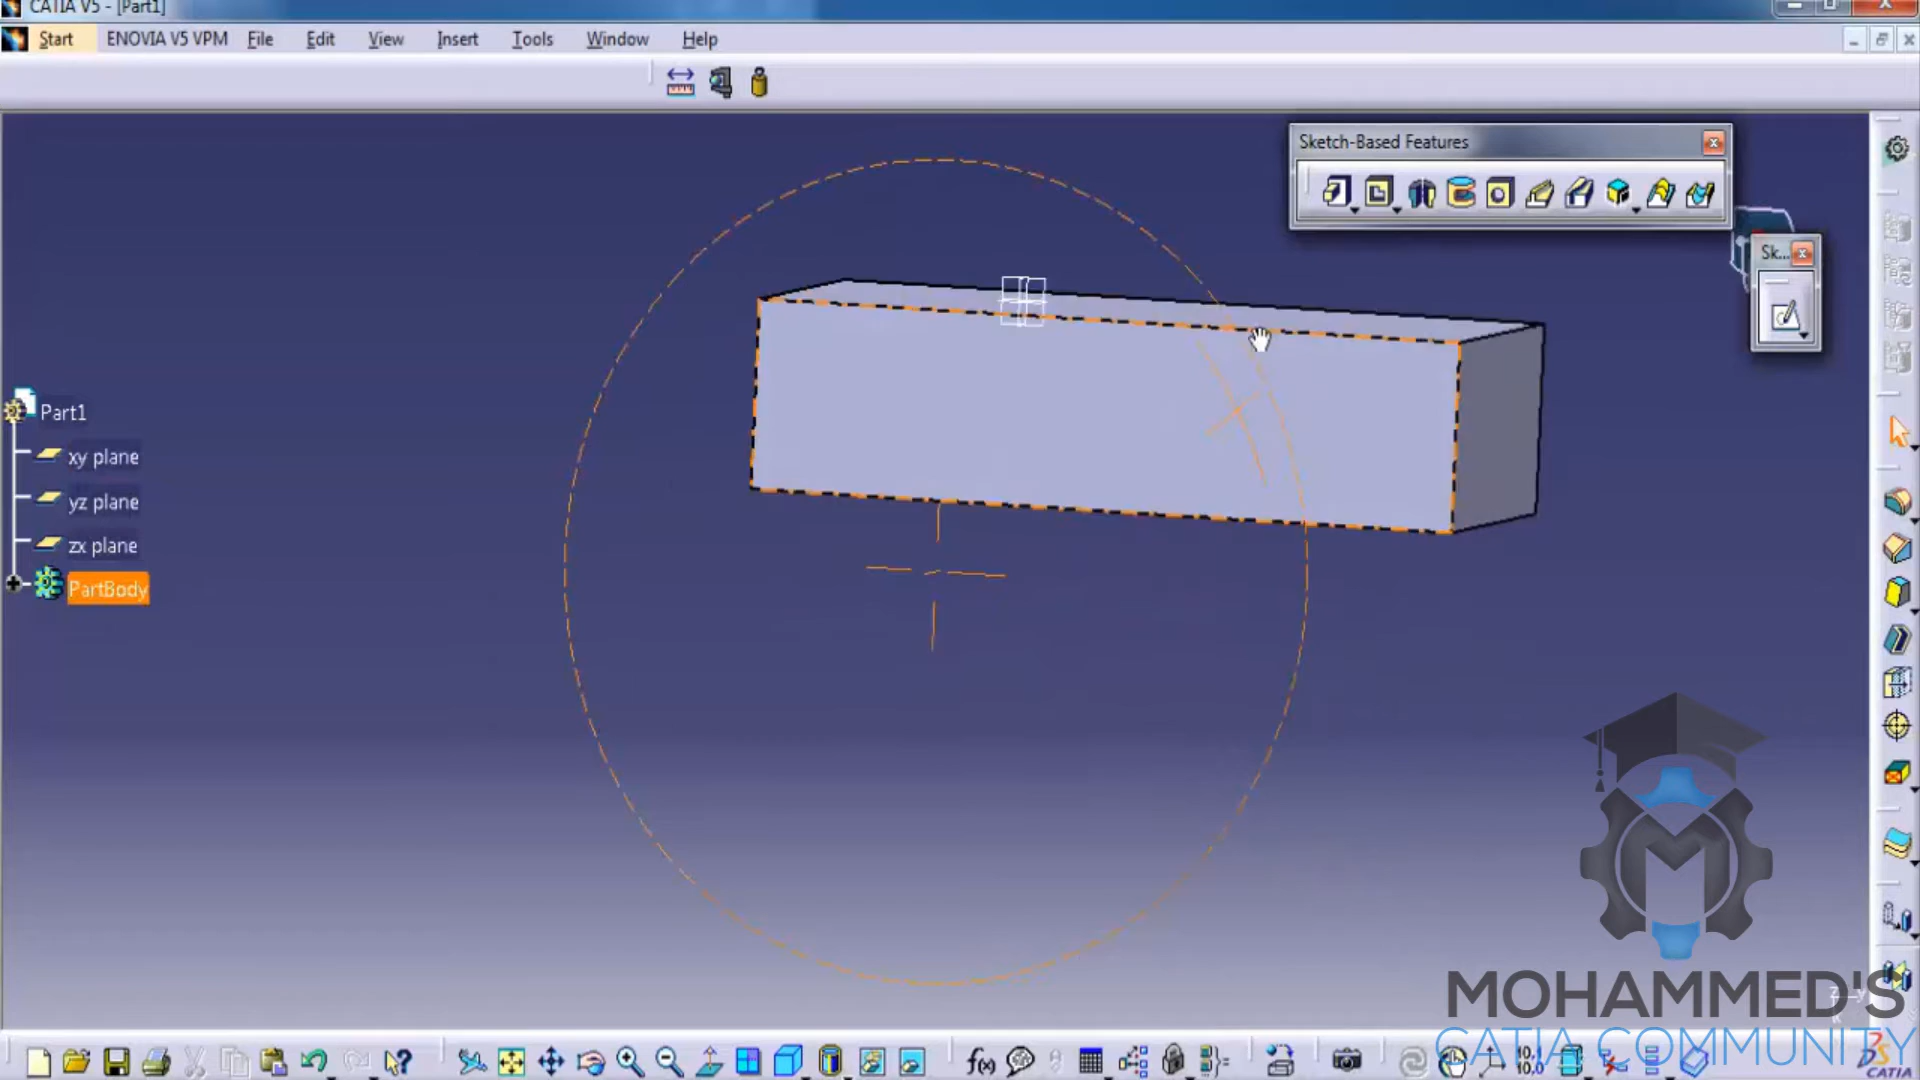 CATIA V5 - [Part1]
Start ENOVIA V5 VPM File Edit View Insert Tools Window Help
Sketch-Based Features
Sk...
Part1
xy plane
yz plane
zx plane
PartBody
MOHAMMED'S
CATIA COMMUNITY
f(x)
CATIA